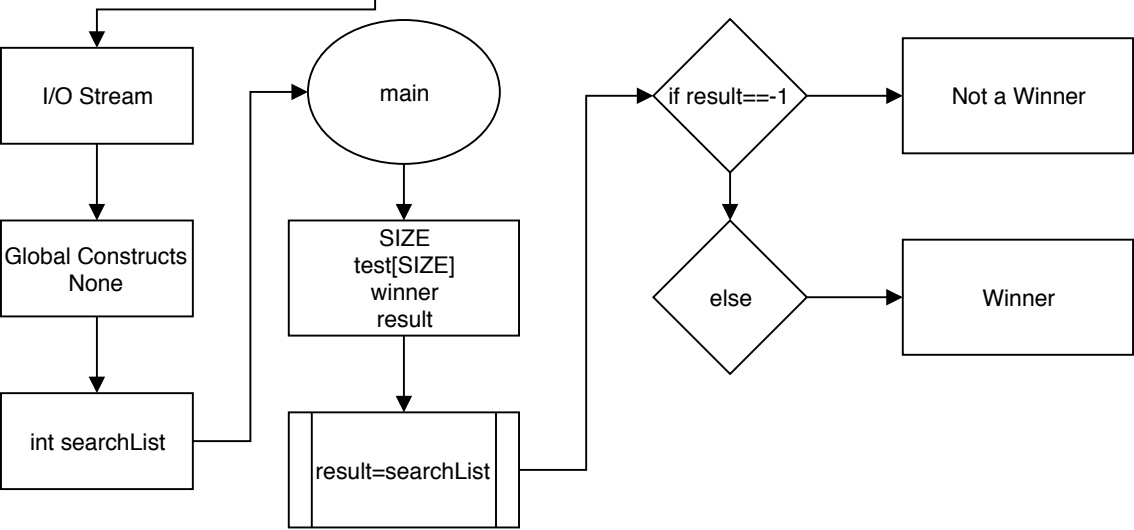 I/O Stream
Global Constructs
None
int searchList
main
SIZE
test[SIZE]
winner
result
result=searchList
if result==-1
Not a Winner
else
Winner